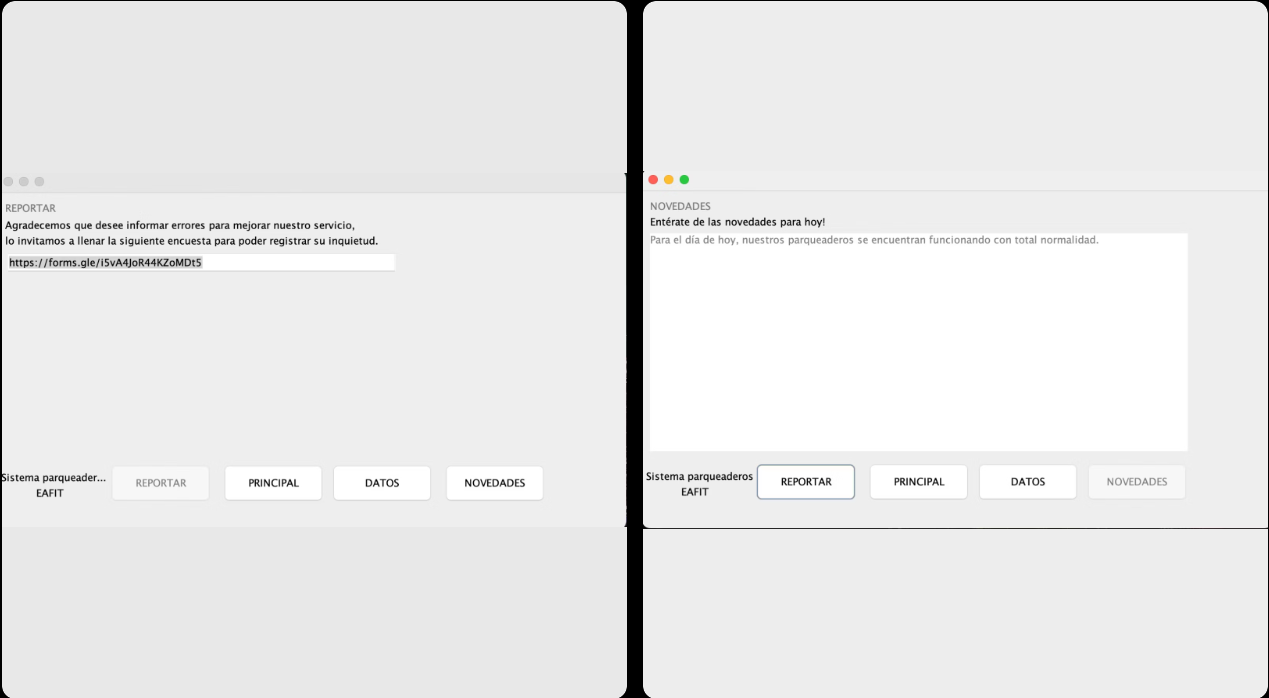 REPORTAR
Agradecemos que desee informar errores para mejorar nuestro servicio,
lo invitamos a llenar la siguiente encuesta para poder registrar su inquietud.
https://forms.gle/i5vA4JoR44KZoMDt5
Sistema parqueader...
EAFIT
REPORTAR
PRINCIPAL
DATOS
NOVEDADES
NOVEDADES
Entérate de las novedades para hoy!
Para el día de hoy, nuestros parqueaderos se encuentran funcionando con total normalidad.
Sistema parqueaderos
EAFIT
REPORTAR
PRINCIPAL
DATOS
NOVEDADES